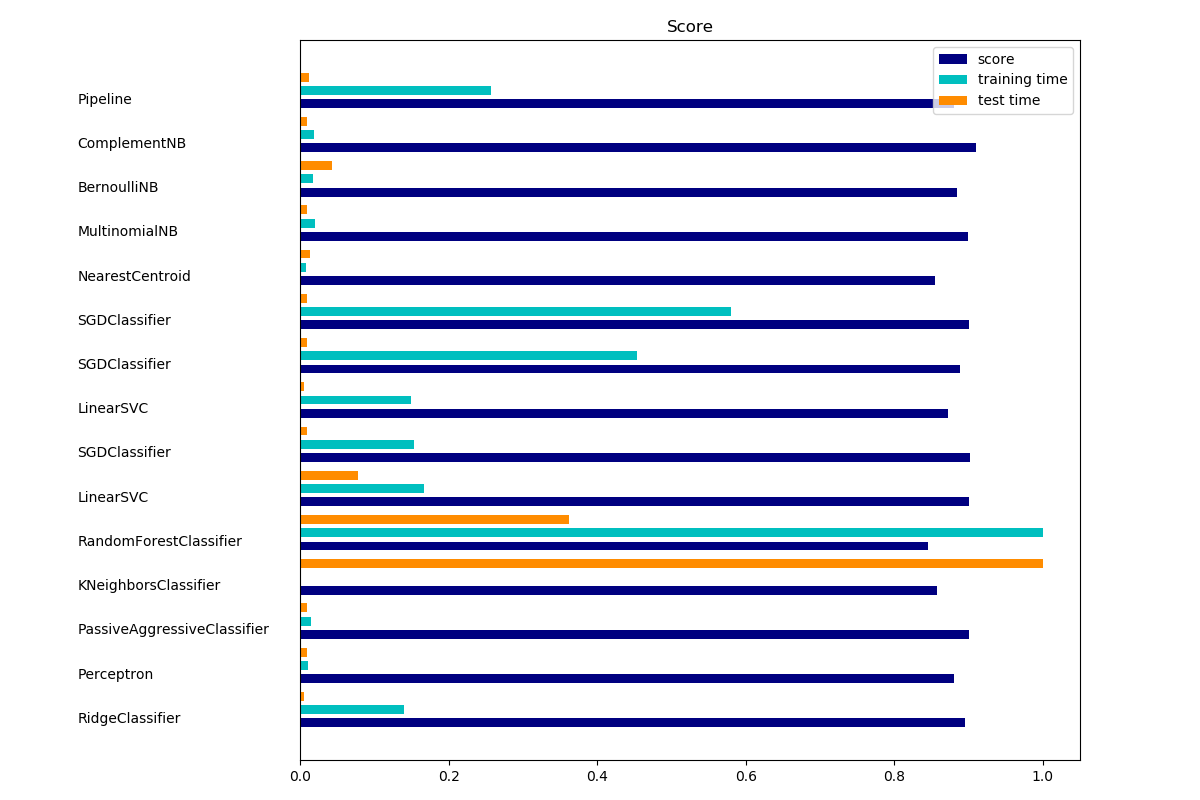 Score
score
training time
test time
Pipeline
ComplementNB
BernoulliNB
MultinomialNB
NearestCentroid
SGDClassifier
SGDClassifier
LinearSVC
SGDClassifier
LinearSVC
RandomForestClassifier
KNeighborsClassifier
PassiveAggressiveClassifier
Perceptron
RidgeClassifier
0.0 0.2 0.4 0.6 0.8 1.0